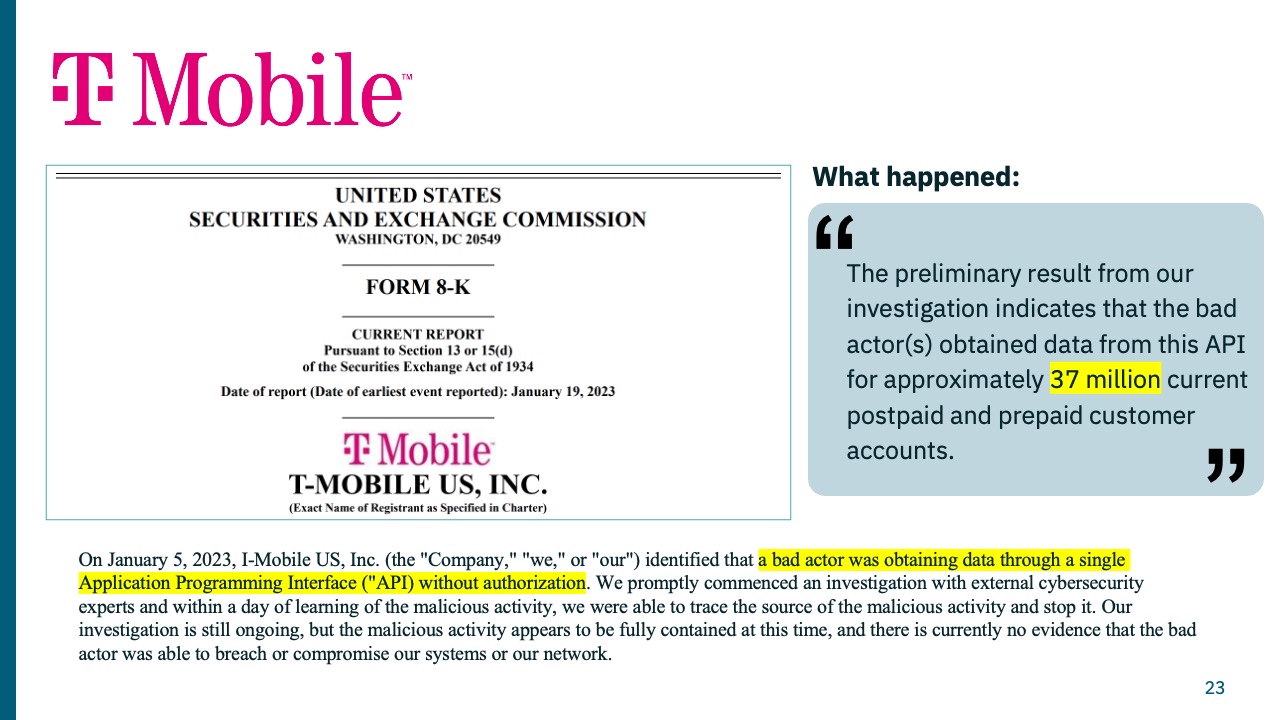 T Mobile™
UNITED STATES
SECURITIES AND EXCHANGE COMMISSION
WASHINGTON, DC 20549
FORM 8-K
CURRENT REPORT
Pursuant to Section 13 or 15(d)
of the Securities Exchange Act of 1934
Date of report (Date of earliest event reported): January 19, 2023
T Mobile™
T-MOBILE US, INC.
(Exact Name of Registrant as Specified in Charter)
What happened:
“
The preliminary result from our
investigation indicates that the bad
actor(s) obtained data from this API
for approximately 37 million current
postpaid and prepaid customer
accounts.
”
On January 5, 2023, I-Mobile US, Inc. (the "Company," "we," or "our") identified that a bad actor was obtaining data through a single
Application Programming Interface ("API) without authorization. We promptly commenced an investigation with external cybersecurity
experts and within a day of learning of the malicious activity, we were able to trace the source of the malicious activity and stop it. Our
investigation is still ongoing, but the malicious activity appears to be fully contained at this time, and there is currently no evidence that the bad
actor was able to breach or compromise our systems or our network.
23